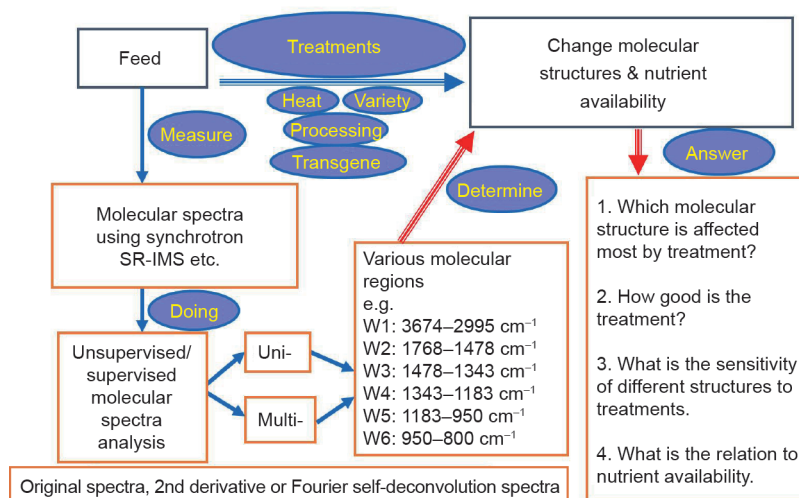 Feed
Treatments
Heat
Variety
Processing
Transgene
Change molecular
structures & nutrient
availability
Measure
Determine
Answer
Molecular spectra
using synchrotron
SR-IMS etc.
Doing
Unsupervised/
supervised
molecular
spectra
analysis
Uni-
Multi-
Various molecular
regions
e.g.
W1: 3674–2995 cm⁻¹
W2: 1768–1478 cm⁻¹
W3: 1478–1343 cm⁻¹
W4: 1343–1183 cm⁻¹
W5: 1183–950 cm⁻¹
W6: 950–800 cm⁻¹
1. Which molecular
structure is affected
most by treatment?
2. How good is the
treatment?
3. What is the sensitivity
of different structures to
treatments.
4. What is the relation to
nutrient availability.
Original spectra, 2nd derivative or Fourier self-deconvolution spectra